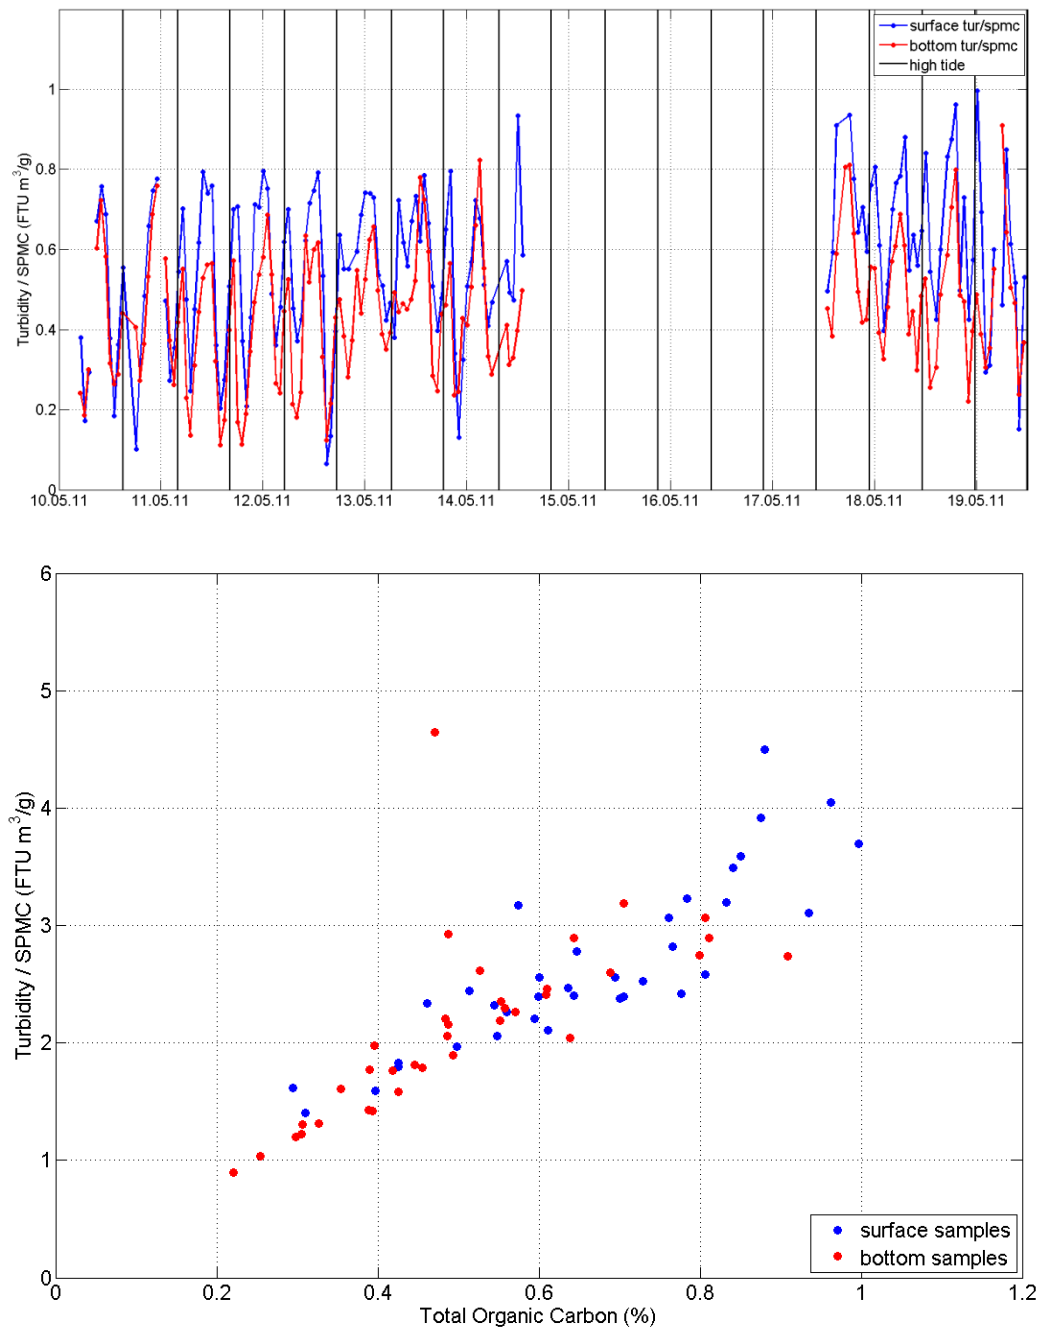 surface tur/spmc
bottom tur/spmc
high tide
Turbidity / SPMC (FTU m³/g)
1
0.8
0.6
0.4
0.2
0
10.05.11 11.05.11 12.05.11 13.05.11 14.05.11 15.05.11 16.05.11 17.05.11 18.05.11 19.05.11
6
5
4
3
2
1
0
Turbidity / SPMC (FTU m³/g)
surface samples
bottom samples
0 0.2 0.4 0.6 0.8 1 1.2
Total Organic Carbon (%)